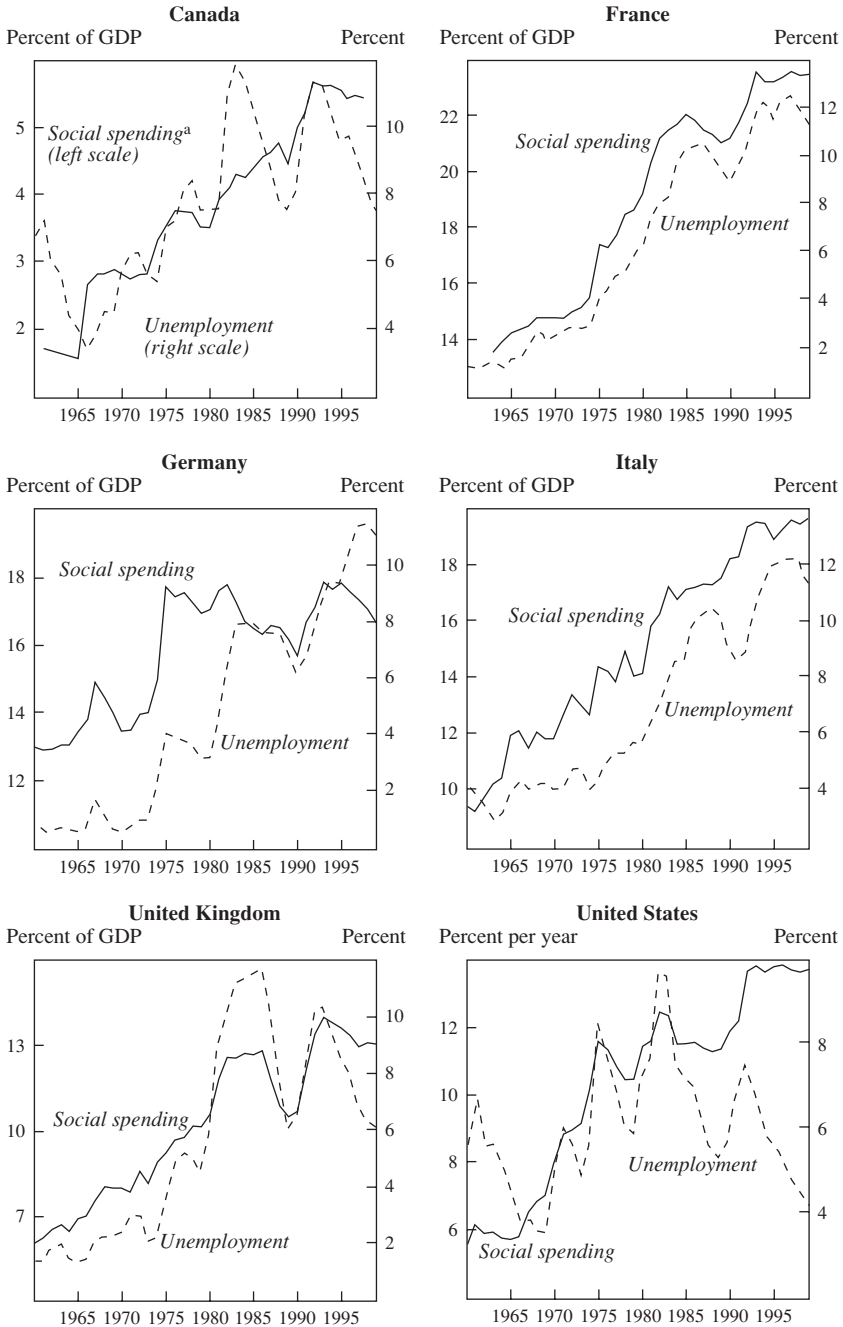 Canada
Percent of GDP Percent
Social spendingᵃ
(left scale)
Unemployment
(right scale)
5
4
3
2
10
8
6
4
1965 1970 1975 1980 1985 1990 1995
France
Percent of GDP Percent
Social spending
Unemployment
22
20
18
16
14
12
10
8
6
4
2
1965 1970 1975 1980 1985 1990 1995
Germany
Percent of GDP Percent
Social spending
Unemployment
18
16
14
12
10
8
6
4
2
1965 1970 1975 1980 1985 1990 1995
Italy
Percent of GDP Percent
Social spending
Unemployment
18
16
14
12
10
12
10
8
6
4
1965 1970 1975 1980 1985 1990 1995
United Kingdom
Percent of GDP Percent
Social spending
Unemployment
13
10
7
10
8
6
4
2
1965 1970 1975 1980 1985 1990 1995
United States
Percent per year Percent
Unemployment
Social spending
12
10
8
6
8
6
4
1965 1970 1975 1980 1985 1990 1995